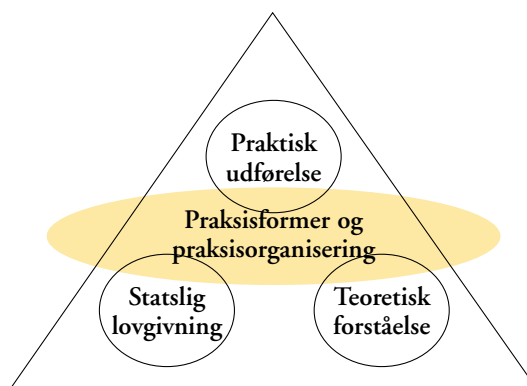 Praktisk
udførelse
Praksisformer og
praksisorganisering
Statslig
lovgivning
Teoretisk
forståelse